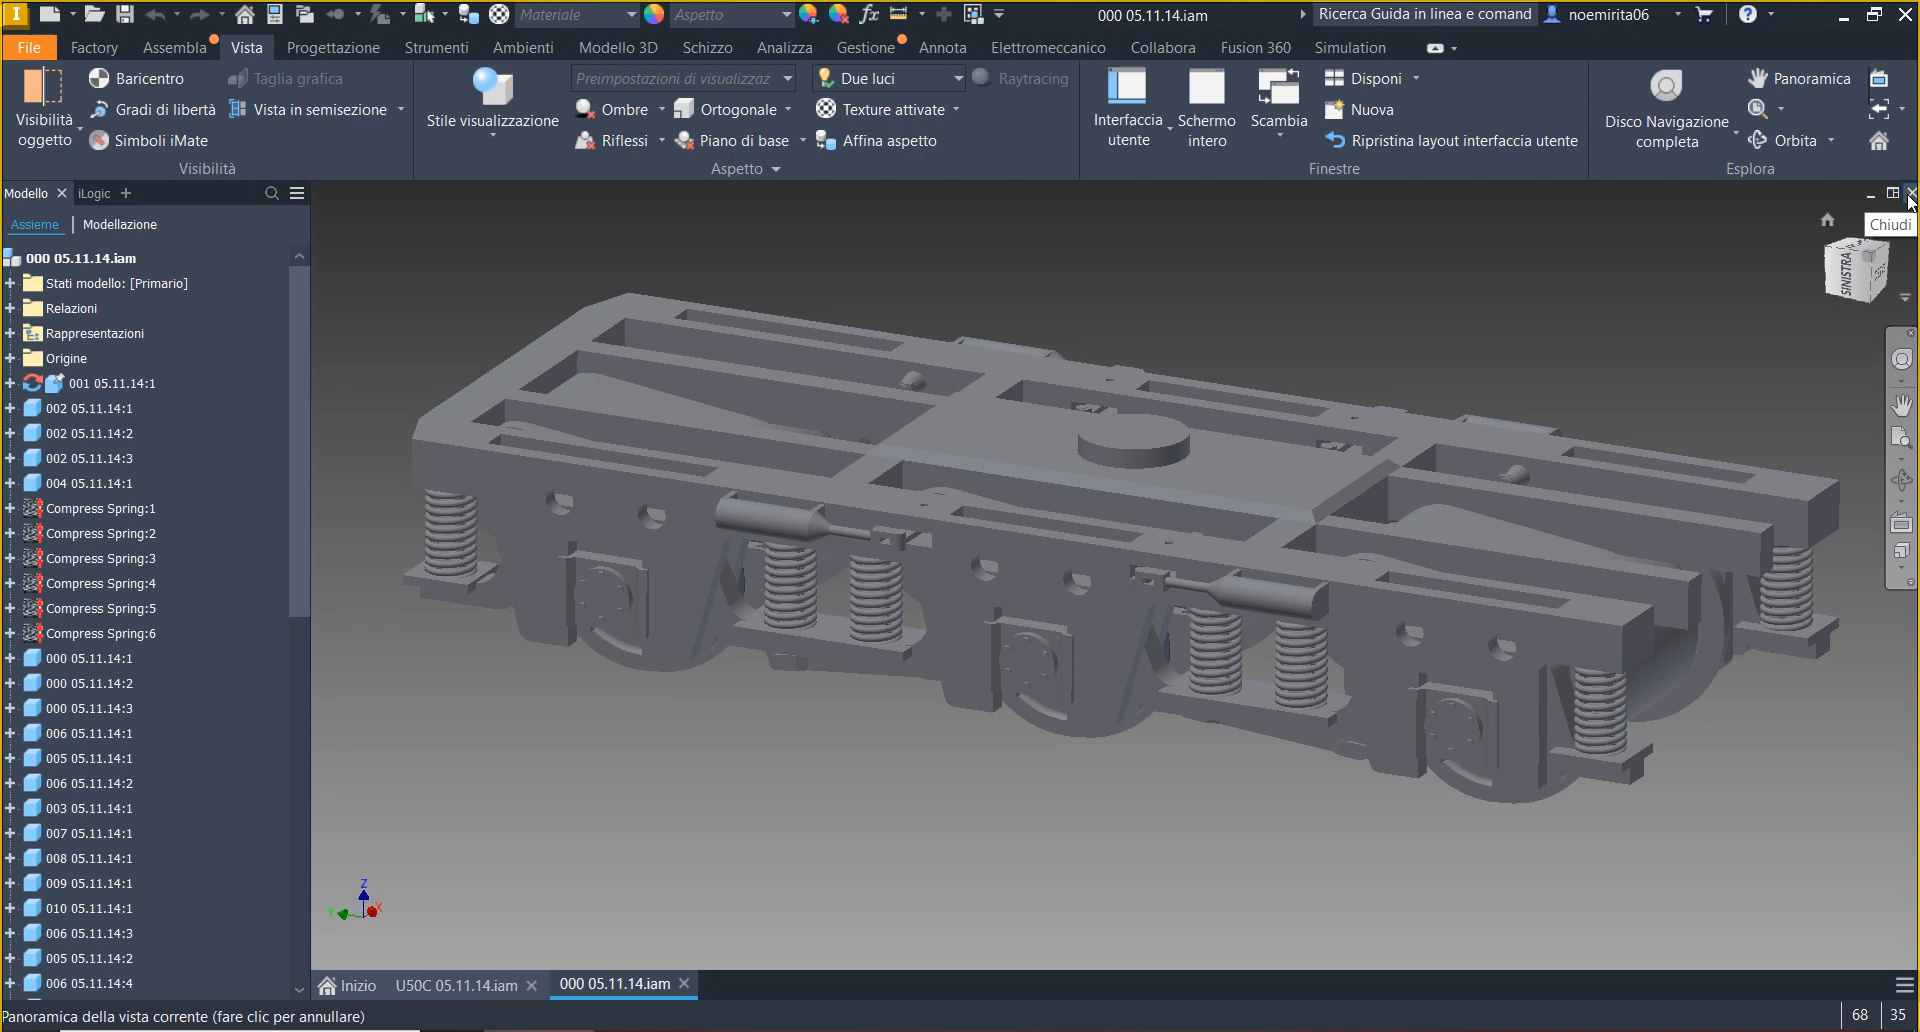 Materiale
Aspetto
000 05.11.14.iam
Ricerca Guida in linea e comand
noemirita06
File
Factory
Assembla
Vista
Progettazione
Strumenti
Ambienti
Modello 3D
Schizzo
Analizza
Gestione
Annota
Elettromeccanico
Collabora
Fusion 360
Simulation
Visibilità
oggetto
Baricentro
Gradi di libertà
Simboli iMate
Taglia grafica
Vista in semisezione
Visibilità
Stile visualizzazione
Preimpostazioni di visualizzaz
Ombre
Riflessi
Ortogonale
Piano di base
Due luci
Texture attivate
Affina aspetto
Raytracing
Aspetto
Interfaccia
utente
Schermo
intero
Scambia
Disponi
Nuova
Ripristina layout interfaccia utente
Finestre
Disco Navigazione
completa
Panoramica
Orbita
Esplora
Modello
iLogic
Assieme
Modellazione
000 05.11.14.iam
Stati modello: [Primario]
Relazioni
Rappresentazioni
Origine
001 05.11.14:1
002 05.11.14:1
002 05.11.14:2
002 05.11.14:3
004 05.11.14:1
Compress Spring:1
Compress Spring:2
Compress Spring:3
Compress Spring:4
Compress Spring:5
Compress Spring:6
000 05.11.14:1
000 05.11.14:2
000 05.11.14:3
006 05.11.14:1
005 05.11.14:1
006 05.11.14:2
003 05.11.14:1
007 05.11.14:1
008 05.11.14:1
009 05.11.14:1
010 05.11.14:1
006 05.11.14:3
005 05.11.14:2
006 05.11.14:4
Chiudi
SINISTRA
Z
Y
X
Inizio
U50C 05.11.14.iam
000 05.11.14.iam
Panoramica della vista corrente (fare clic per annullare)
68
35